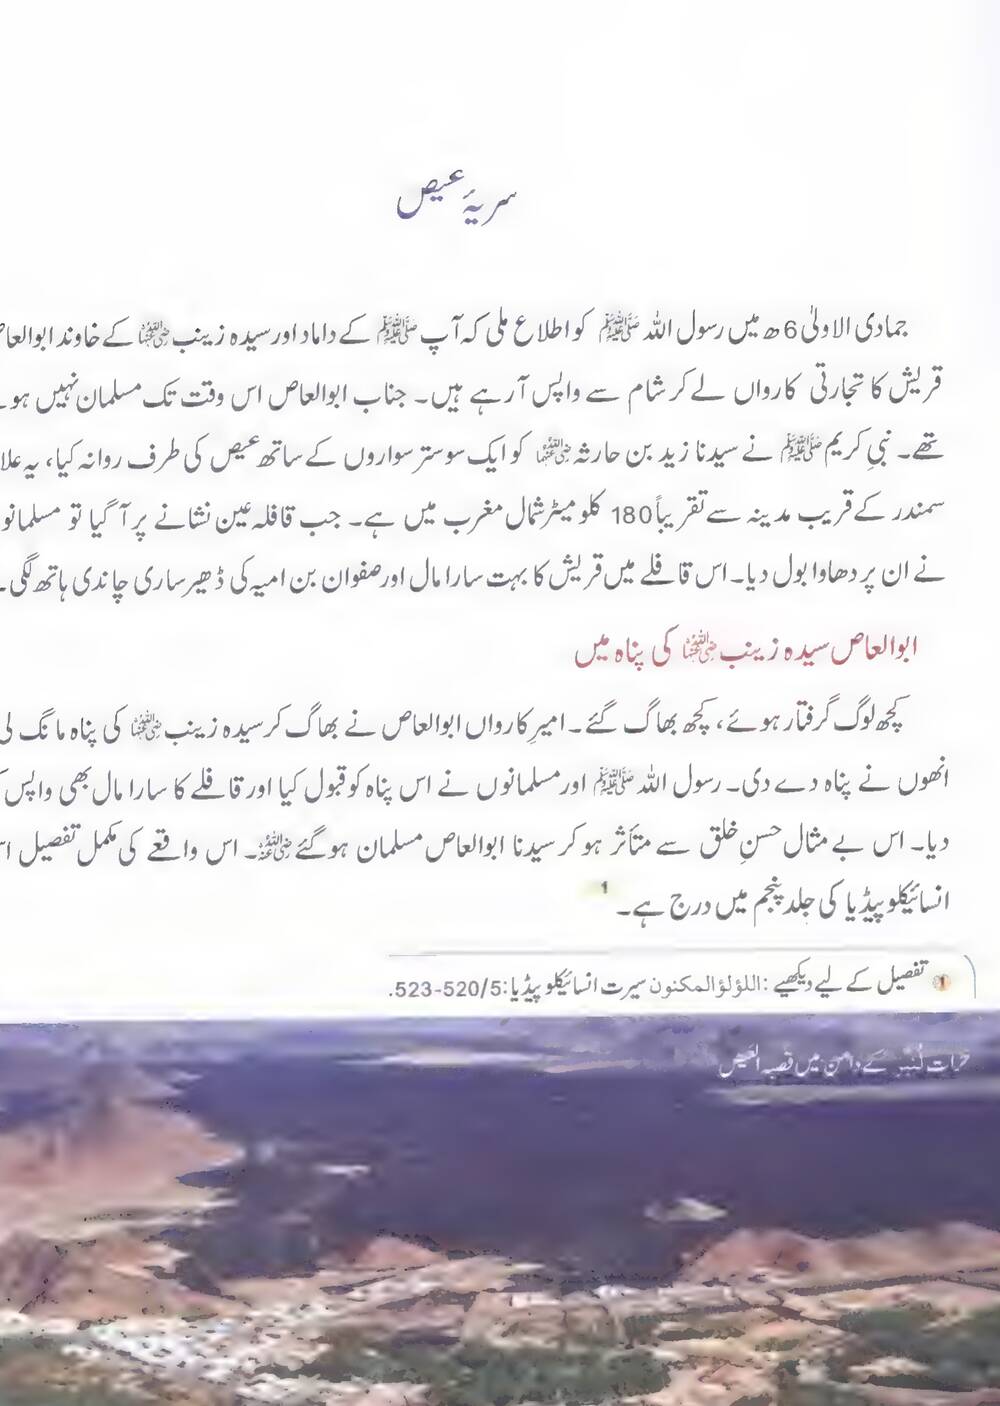 سریۂ عیص
جمادی الاولیٰ 6ھ میں رسول اللہ ﷺ کو اطلاع ملی کہ آپ ﷺ کے داماد اور سیدہ زینب رضی اللہ عنہا کے خاوند ابوالعاص
قریش کا تجارتی کارواں لے کر شام سے واپس آ رہے ہیں۔ جناب ابوالعاص اس وقت تک مسلمان نہیں ہو
تھے۔ نبیِ کریم ﷺ نے سیدنا زید بن حارثہ رضی اللہ عنہما کو ایک سو ستر سواروں کے ساتھ عیص کی طرف روانہ کیا، یہ علا
سمندر کے قریب مدینہ سے تقریباً 180 کلومیٹر شمال مغرب میں ہے۔ جب قافلہ عین نشانے پر آ گیا تو مسلمانو
نے ان پر دھاوا بول دیا۔ اس قافلے میں قریش کا بہت سارا مال اور صفوان بن امیہ کی ڈھیر ساری چاندی ہاتھ لگی۔
ابوالعاص سیدہ زینب رضی اللہ عنہا کی پناہ میں
کچھ لوگ گرفتار ہوئے، کچھ بھاگ گئے۔ امیرِ کارواں ابوالعاص نے بھاگ کر سیدہ زینب رضی اللہ عنہا کی پناہ مانگ لی
انھوں نے پناہ دے دی۔ رسول اللہ ﷺ اور مسلمانوں نے اس پناہ کو قبول کیا اور قافلے کا سارا مال بھی واپس
دیا۔ اس بے مثال حسنِ خلق سے متأثر ہو کر سیدنا ابوالعاص مسلمان ہو گئے رضی اللہ عنہ۔ اس واقعے کی مکمل تفصیل
انسائیکلوپیڈیا کی جلد پنجم میں درج ہے۔ 1
1 تفصیل کے لیے دیکھیے: اللؤلؤ المکنون سیرت انسائیکلوپیڈیا: 5/520-523.
کے دامن میں قصبہ العیص